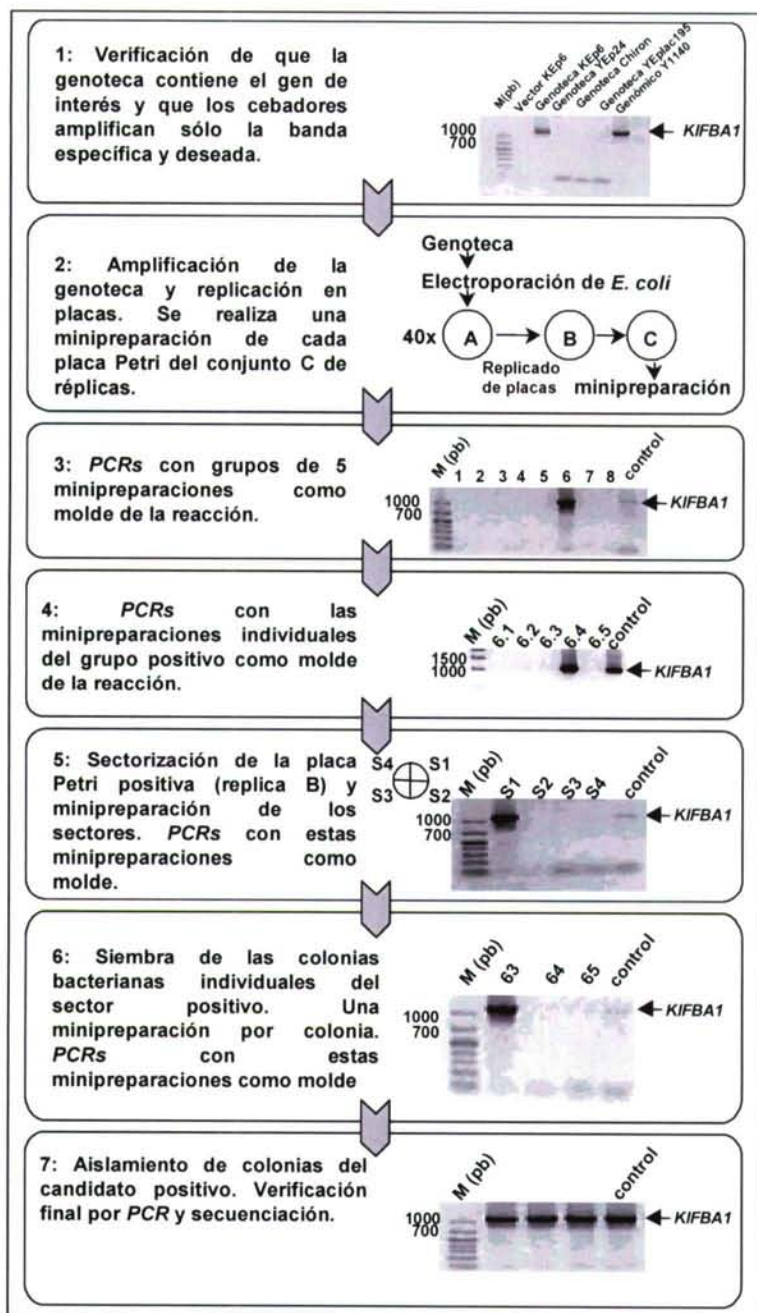 1: Verificación de que la
genoteca contiene el gen de
interés y que los cebadores
amplifican sólo la banda
específica y deseada.
M(pb)
Vector KEp6
Genoteca KEp6
Genoteca YEp24
Genoteca Chiron
Genoteca YEplac195
Genómico Y1140
1000
700
KlFBA1
2: Amplificación de la
genoteca y replicación en
placas. Se realiza una
minipreparación de cada
placa Petri del conjunto C de
réplicas.
Genoteca
Electroporación de E. coli
40x A B C
Replicado
de placas
minipreparación
3: PCRs con grupos de 5
minipreparaciones como
molde de la reacción.
M (pb) 1 2 3 4 5 6 7 8 control
1000
700
KlFBA1
4: PCRs con las
minipreparaciones individuales
del grupo positivo como molde
de la reacción.
M (pb) 6.1 6.2 6.3 6.4 6.5 control
1500
1000
KlFBA1
5: Sectorización de la placa
Petri positiva (replica B) y
minipreparación de los
sectores. PCRs con estas
minipreparaciones como
molde.
S4 S1
S3 S2
M (pb) S1 S2 S3 S4 control
1000
700
KlFBA1
6: Siembra de las colonias
bacterianas individuales del
sector positivo. Una
minipreparación por colonia.
PCRs con estas
minipreparaciones como molde
M (pb) 63 64 65 control
1000
700
KlFBA1
7: Aislamiento de colonias del
candidato positivo. Verificación
final por PCR y secuenciación.
M (pb) control
1000
700
KlFBA1